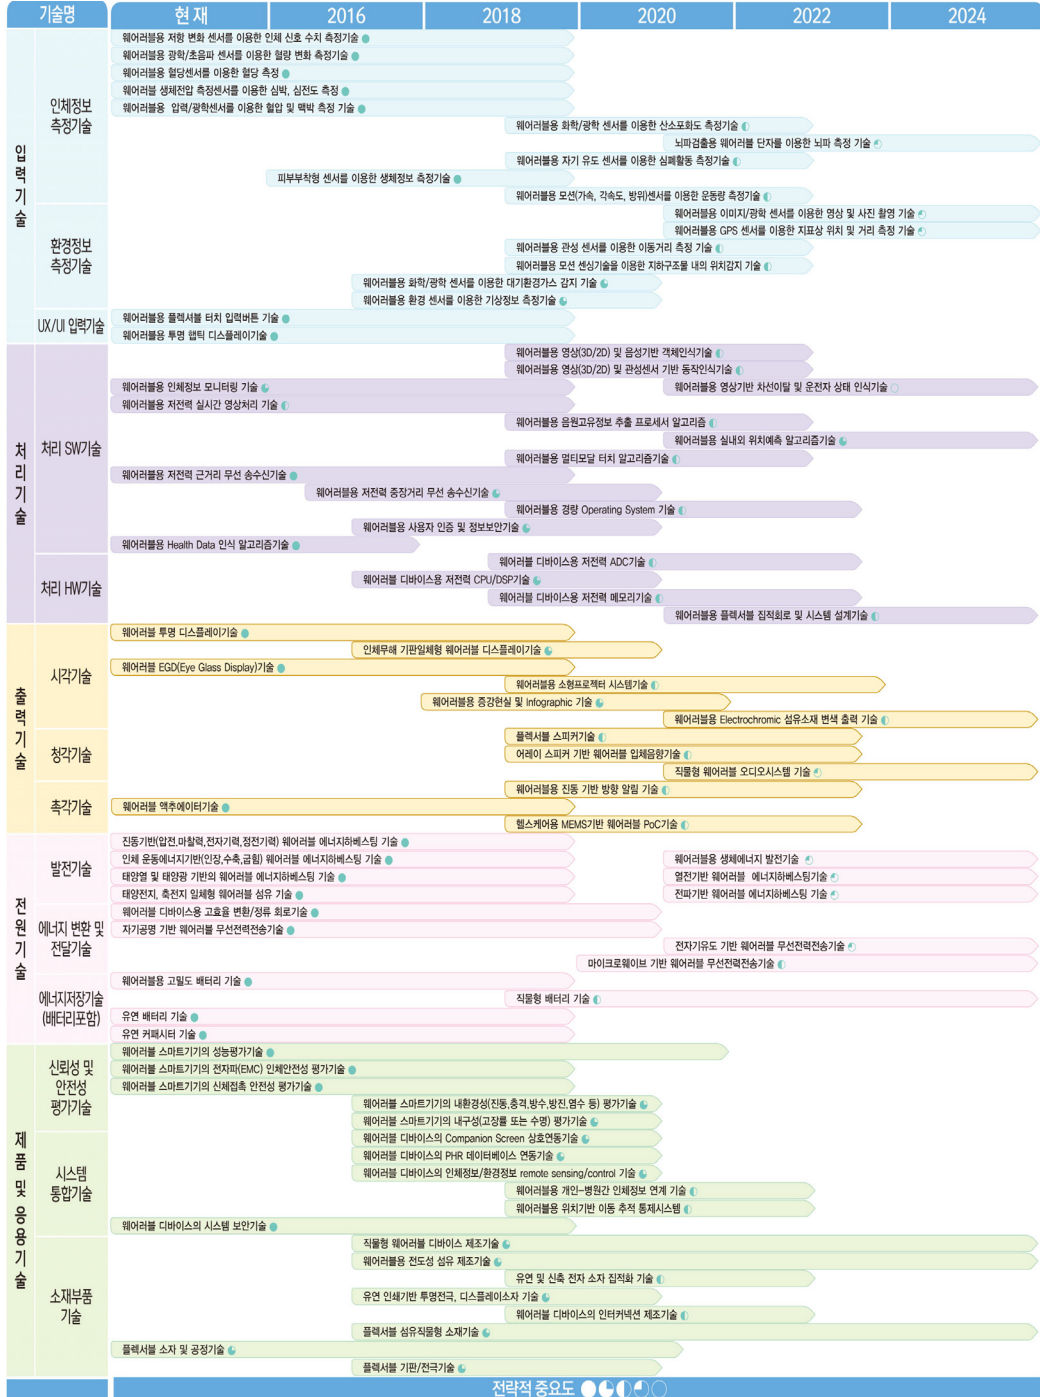 기술명 현재 2016 2018 2020 2022 2024
입력기술
인체정보 측정기술
웨어러블용 저항 변화 센서를 이용한 인체 신호 수치 측정기술
웨어러블용 광학/초음파 센서를 이용한 혈량 변화 측정기술
웨어러블용 혈당센서를 이용한 혈당 측정
웨어러블 생체전압 측정센서를 이용한 심박, 심전도 측정
웨어러블용 압력/광학센서를 이용한 혈압 및 맥박 측정 기술
웨어러블용 화학/광학 센서를 이용한 산소포화도 측정기술
뇌파검출용 웨어러블 단자를 이용한 뇌파 측정 기술
웨어러블용 자기 유도 센서를 이용한 심폐활동 측정기술
피부부착형 센서를 이용한 생체정보 측정기술
웨어러블용 모션(가속, 각속도, 방위)센서를 이용한 운동량 측정기술
환경정보 측정기술
웨어러블용 이미지/광학 센서를 이용한 영상 및 사진 촬영 기술
웨어러블용 GPS 센서를 이용한 지표상 위치 및 거리 측정 기술
웨어러블용 관성 센서를 이용한 이동거리 측정 기술
웨어러블용 모션 센싱기술을 이용한 지하구조물 내의 위치감지 기술
웨어러블용 화학/광학 센서를 이용한 대기환경가스 감지 기술
웨어러블용 환경 센서를 이용한 기상정보 측정기술
UX/UI 입력기술
웨어러블용 플렉서블 터치 입력버튼 기술
웨어러블용 투명 햅틱 디스플레이기술
처리기술
처리 SW기술
웨어러블용 영상(3D/2D) 및 음성기반 객체인식기술
웨어러블용 영상(3D/2D) 및 관성센서 기반 동작인식기술
웨어러블용 인체정보 모니터링 기술
웨어러블용 영상기반 차선이탈 및 운전자 상태 인식기술
웨어러블용 저전력 실시간 영상처리 기술
웨어러블용 음원고유정보 추출 프로세서 알고리즘
웨어러블용 실내외 위치예측 알고리즘기술
웨어러블용 멀티모달 터치 알고리즘기술
웨어러블용 저전력 근거리 무선 송수신기술
웨어러블용 저전력 중장거리 무선 송수신기술
웨어러블용 경량 Operating System 기술
웨어러블용 사용자 인증 및 정보보안기술
웨어러블용 Health Data 인식 알고리즘기술
처리 HW기술
웨어러블 디바이스용 저전력 ADC기술
웨어러블 디바이스용 저전력 CPU/DSP기술
웨어러블 디바이스용 저전력 메모리기술
웨어러블용 플렉서블 집적회로 및 시스템 설계기술
출력기술
시각기술
웨어러블 투명 디스플레이기술
인체무해 기판일체형 웨어러블 디스플레이기술
웨어러블 EGD(Eye Glass Display)기술
웨어러블용 소형프로젝터 시스템기술
웨어러블용 증강현실 및 Infographic 기술
웨어러블용 Electrochromic 섬유소재 변색 출력 기술
청각기술
플렉서블 스피커기술
어레이 스피커 기반 웨어러블 입체음향기술
직물형 웨어러블 오디오시스템 기술
촉각기술
웨어러블용 진동 기반 방향 알림 기술
웨어러블 액추에이터기술
헬스케어용 MEMS기반 웨어러블 PoC기술
전원기술
발전기술
진동기반(압전,마찰력,전자기력,정전기력) 웨어러블 에너지하베스팅 기술
인체 운동에너지기반(인장,수축,굽힘) 웨어러블 에너지하베스팅 기술
웨어러블용 생체에너지 발전기술
태양열 및 태양광 기반의 웨어러블 에너지하베스팅 기술
열전기반 웨어러블 에너지하베스팅기술
태양전지, 축전지 일체형 웨어러블 섬유 기술
전파기반 웨어러블 에너지하베스팅 기술
에너지 변환 및 전달기술
웨어러블 디바이스용 고효율 변환/정류 회로기술
자기공명 기반 웨어러블 무선전력전송기술
전자기유도 기반 웨어러블 무선전력전송기술
마이크로웨이브 기반 웨어러블 무선전력전송기술
에너지저장기술 (배터리포함)
웨어러블용 고밀도 배터리 기술
직물형 배터리 기술
유연 배터리 기술
유연 커패시터 기술
제품 및 응용기술
신뢰성 및 안전성 평가기술
웨어러블 스마트기기의 성능평가기술
웨어러블 스마트기기의 전자파(EMC) 인체안전성 평가기술
웨어러블 스마트기기의 신체접촉 안전성 평가기술
웨어러블 스마트기기의 내환경성(진동,충격,방수,방진,염수 등) 평가기술
웨어러블 스마트기기의 내구성(고장률 또는 수명) 평가기술
시스템 통합기술
웨어러블 디바이스의 Companion Screen 상호연동기술
웨어러블 디바이스의 PHR 데이터베이스 연동기술
웨어러블 디바이스의 인체정보/환경정보 remote sensing/control 기술
웨어러블용 개인-병원간 인체정보 연계 기술
웨어러블용 위치기반 이동 추적 통제시스템
웨어러블 디바이스의 시스템 보안기술
소재부품 기술
직물형 웨어러블 디바이스 제조기술
웨어러블용 전도성 섬유 제조기술
유연 및 신축 전자 소자 집적화 기술
유연 인쇄기반 투명전극, 디스플레이소자 기술
웨어러블 디바이스의 인터커넥션 제조기술
플렉서블 섬유직물형 소재기술
플렉서블 소자 및 공정기술
플렉서블 기판/전극기술
전략적 중요도